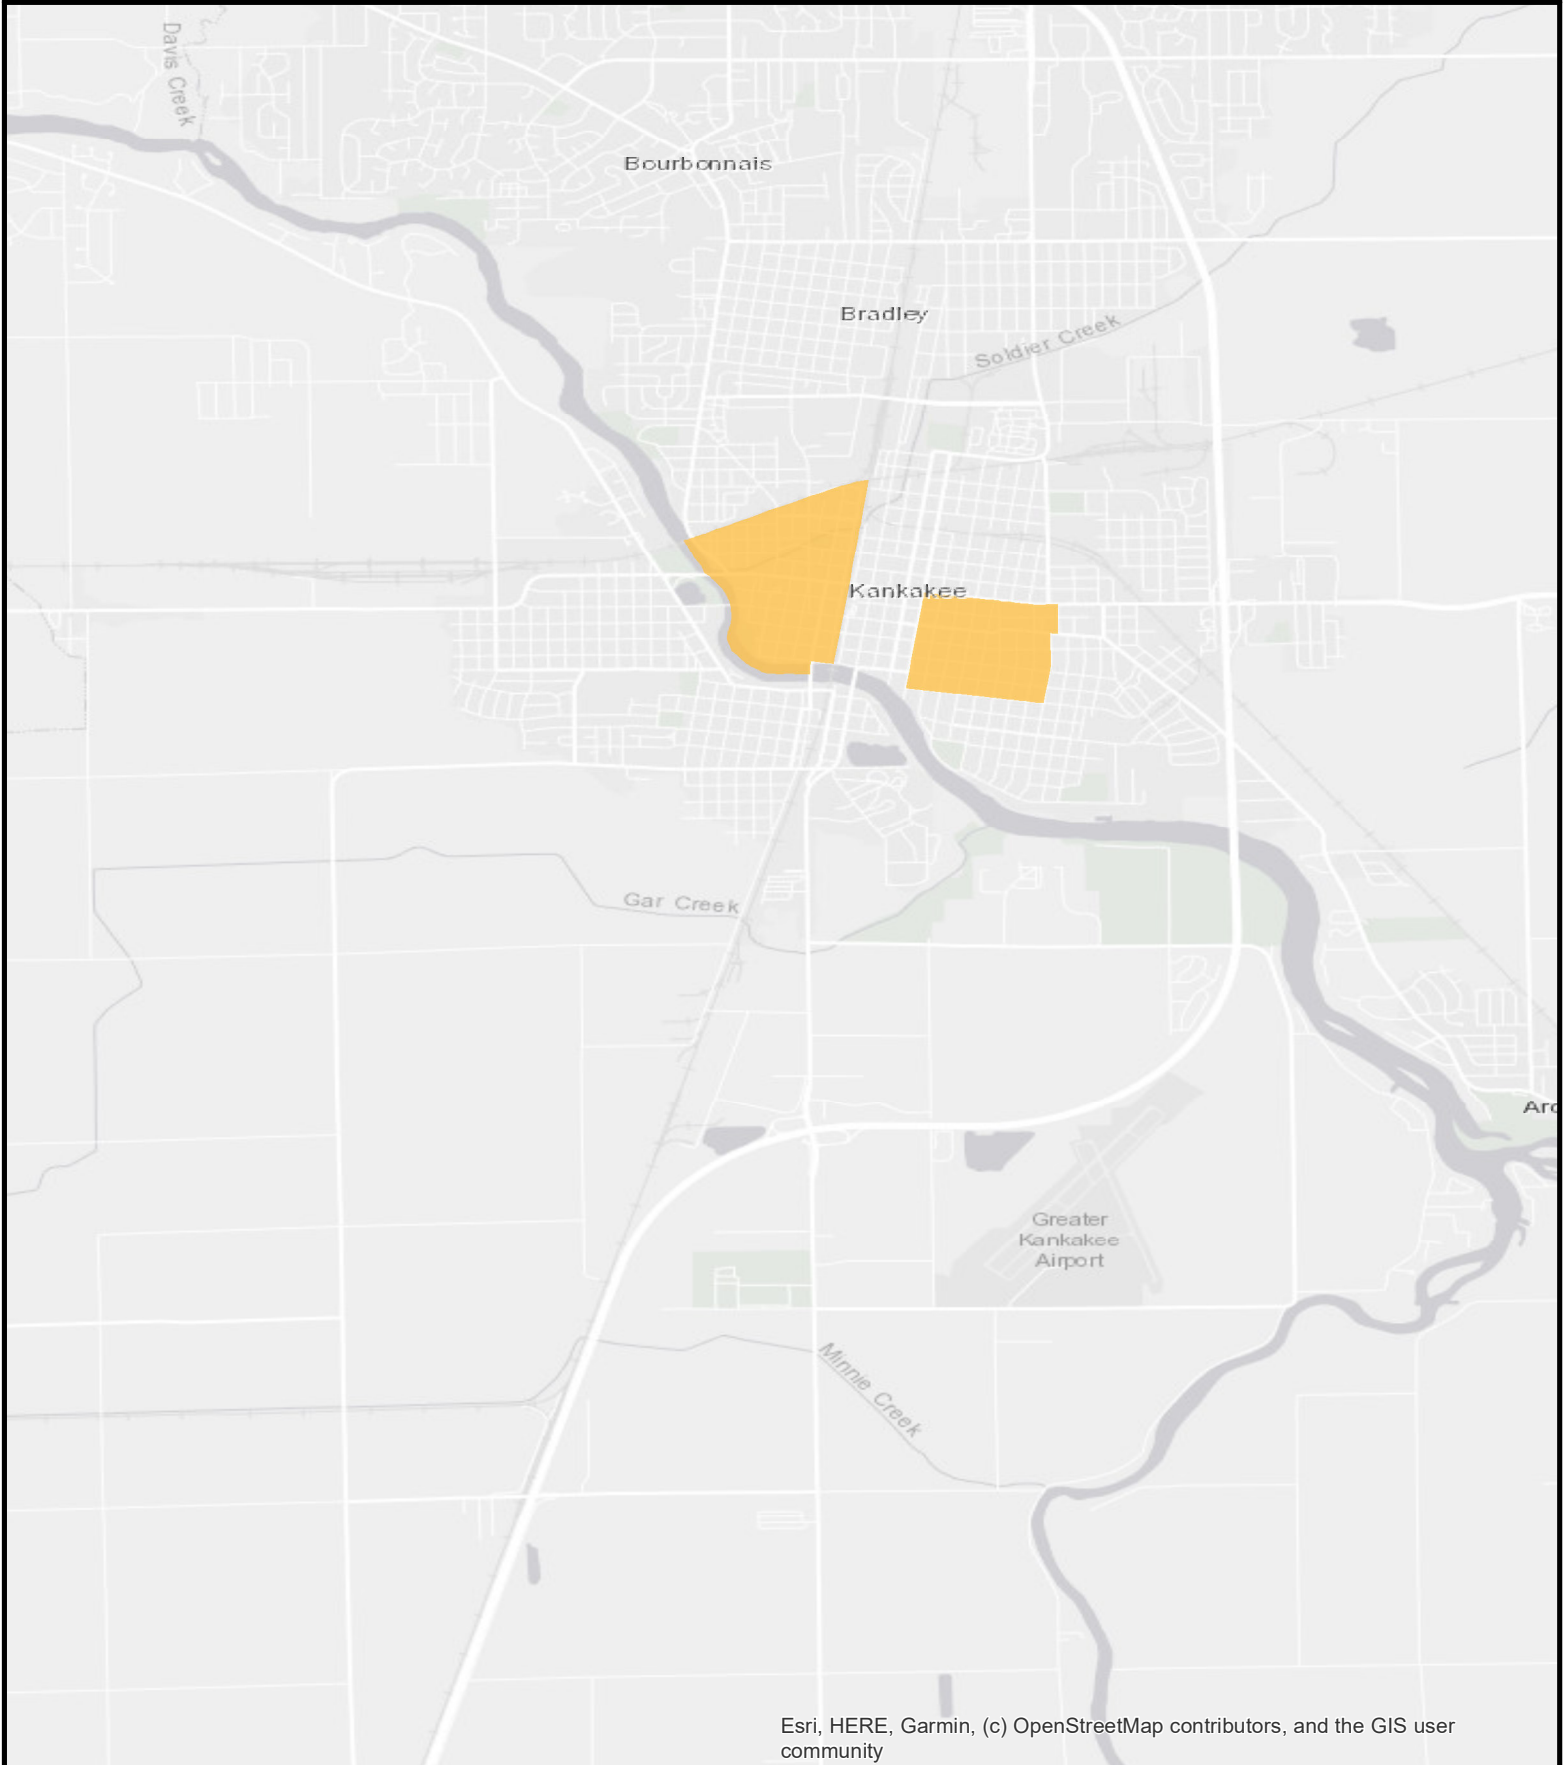 Davis Creek
Bourbonnais
Bradley
Soldier Creek
Kankakee
Gar Creek
Aro
Greater
Kankakee
Airport
Minnie Creek
Esri, HERE, Garmin, (c) OpenStreetMap contributors, and the GIS user
community